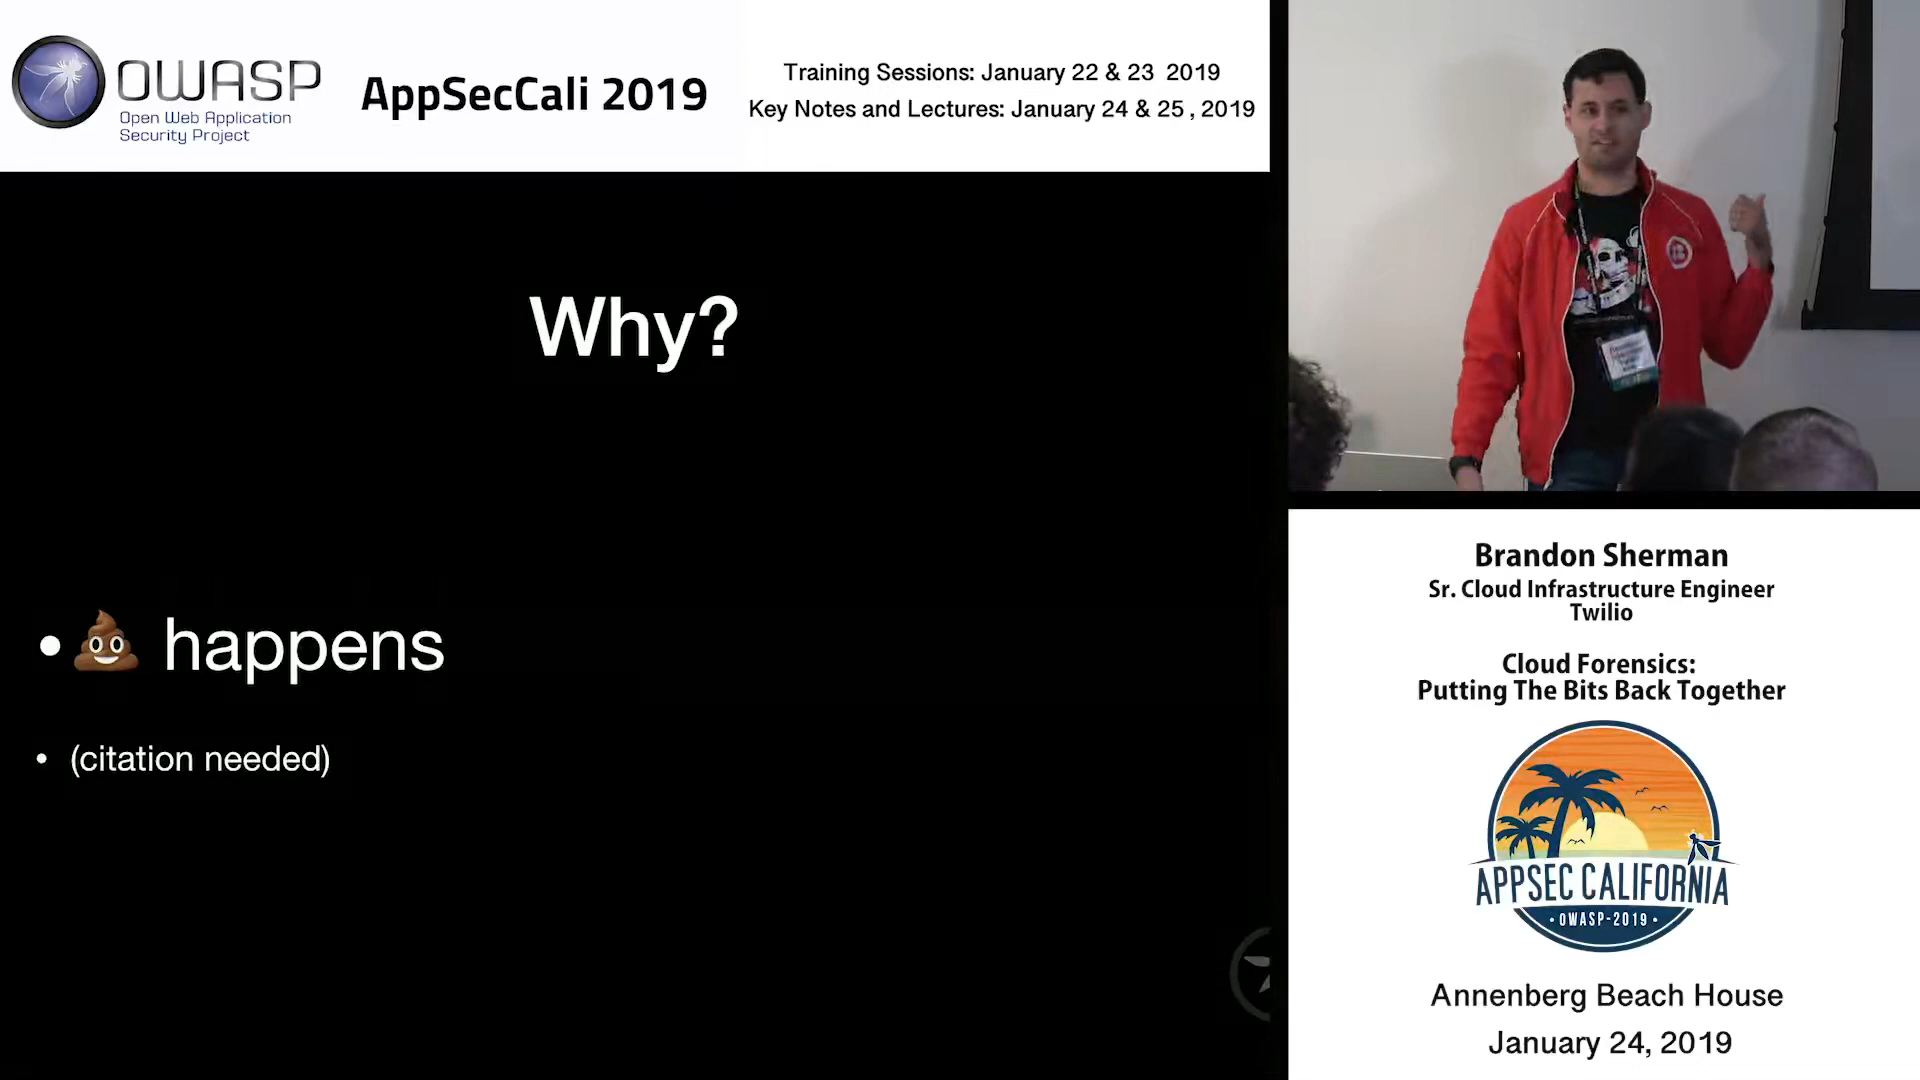 OWASP
Open Web Application
Security Project
AppSecCali 2019
Training Sessions: January 22 & 23 2019
Key Notes and Lectures: January 24 & 25 , 2019
Why?
• 💩 happens
• (citation needed)
Brandon Sherman
Sr. Cloud Infrastructure Engineer
Twilio
Cloud Forensics:
Putting The Bits Back Together
APPSEC CALIFORNIA
• OWASP-2019 •
Annenberg Beach House
January 24, 2019